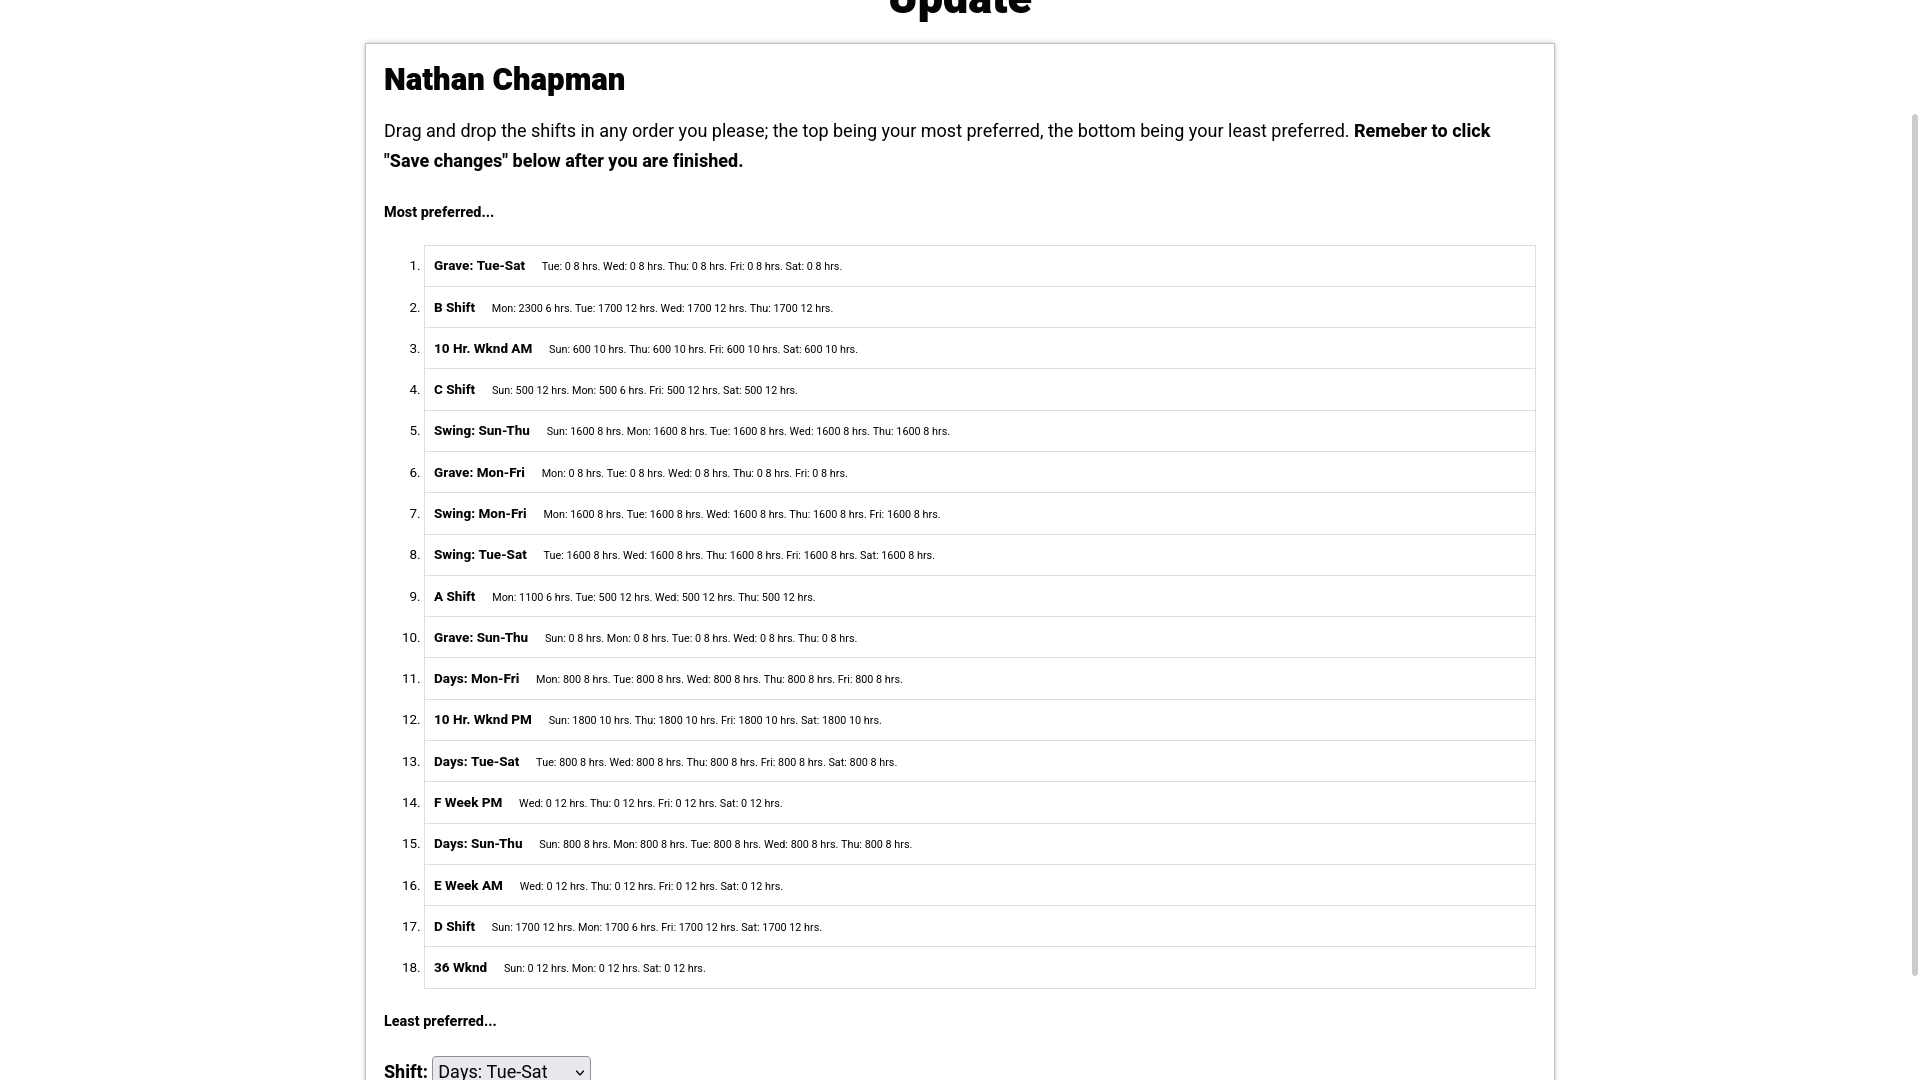 Update
Nathan Chapman
Drag and drop the shifts in any order you please; the top being your most preferred, the bottom being your least preferred. Remeber to click
"Save changes" below after you are finished.
Most preferred...
1. Grave: Tue-Sat Tue: 0 8 hrs. Wed: 0 8 hrs. Thu: 0 8 hrs. Fri: 0 8 hrs. Sat: 0 8 hrs.
2. B Shift Mon: 2300 6 hrs. Tue: 1700 12 hrs. Wed: 1700 12 hrs. Thu: 1700 12 hrs.
3. 10 Hr. Wknd AM Sun: 600 10 hrs. Thu: 600 10 hrs. Fri: 600 10 hrs. Sat: 600 10 hrs.
4. C Shift Sun: 500 12 hrs. Mon: 500 6 hrs. Fri: 500 12 hrs. Sat: 500 12 hrs.
5. Swing: Sun-Thu Sun: 1600 8 hrs. Mon: 1600 8 hrs. Tue: 1600 8 hrs. Wed: 1600 8 hrs. Thu: 1600 8 hrs.
6. Grave: Mon-Fri Mon: 0 8 hrs. Tue: 0 8 hrs. Wed: 0 8 hrs. Thu: 0 8 hrs. Fri: 0 8 hrs.
7. Swing: Mon-Fri Mon: 1600 8 hrs. Tue: 1600 8 hrs. Wed: 1600 8 hrs. Thu: 1600 8 hrs. Fri: 1600 8 hrs.
8. Swing: Tue-Sat Tue: 1600 8 hrs. Wed: 1600 8 hrs. Thu: 1600 8 hrs. Fri: 1600 8 hrs. Sat: 1600 8 hrs.
9. A Shift Mon: 1100 6 hrs. Tue: 500 12 hrs. Wed: 500 12 hrs. Thu: 500 12 hrs.
10. Grave: Sun-Thu Sun: 0 8 hrs. Mon: 0 8 hrs. Tue: 0 8 hrs. Wed: 0 8 hrs. Thu: 0 8 hrs.
11. Days: Mon-Fri Mon: 800 8 hrs. Tue: 800 8 hrs. Wed: 800 8 hrs. Thu: 800 8 hrs. Fri: 800 8 hrs.
12. 10 Hr. Wknd PM Sun: 1800 10 hrs. Thu: 1800 10 hrs. Fri: 1800 10 hrs. Sat: 1800 10 hrs.
13. Days: Tue-Sat Tue: 800 8 hrs. Wed: 800 8 hrs. Thu: 800 8 hrs. Fri: 800 8 hrs. Sat: 800 8 hrs.
14. F Week PM Wed: 0 12 hrs. Thu: 0 12 hrs. Fri: 0 12 hrs. Sat: 0 12 hrs.
15. Days: Sun-Thu Sun: 800 8 hrs. Mon: 800 8 hrs. Tue: 800 8 hrs. Wed: 800 8 hrs. Thu: 800 8 hrs.
16. E Week AM Wed: 0 12 hrs. Thu: 0 12 hrs. Fri: 0 12 hrs. Sat: 0 12 hrs.
17. D Shift Sun: 1700 12 hrs. Mon: 1700 6 hrs. Fri: 1700 12 hrs. Sat: 1700 12 hrs.
18. 36 Wknd Sun: 0 12 hrs. Mon: 0 12 hrs. Sat: 0 12 hrs.
Least preferred...
Shift: Days: Tue-Sat